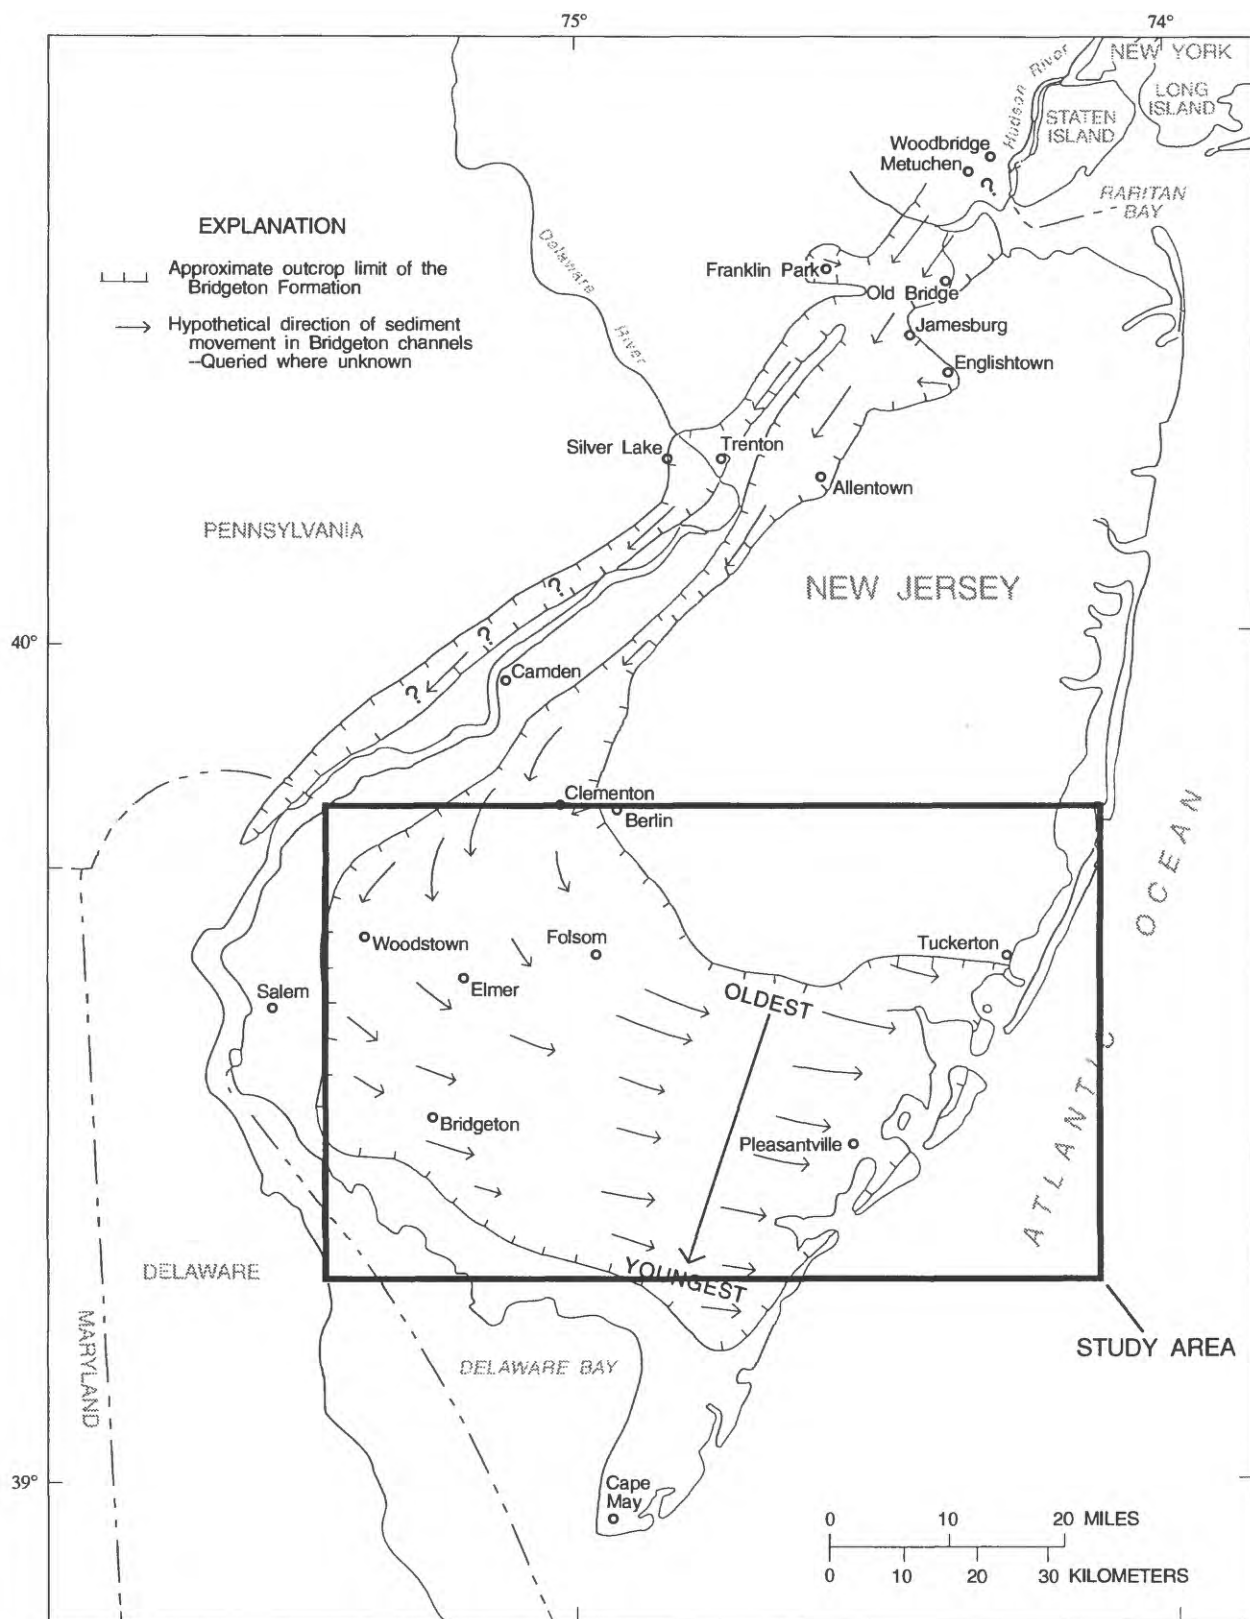 75°
74°
NEW YORK
Hudson River
LONG
ISLAND
STATEN
ISLAND
Woodbridge
Metuchen
?
RARITAN
BAY
EXPLANATION
Approximate outcrop limit of the
Bridgeton Formation
Hypothetical direction of sediment
movement in Bridgeton channels
--Queried where unknown
Delaware
River
Franklin Park
Old Bridge
Jamesburg
Englishtown
Silver Lake
Trenton
Allentown
PENNSYLVANIA
NEW JERSEY
?
?
?
40°
Camden
Clementon
Berlin
OCEAN
Woodstown
Folsom
Tuckerton
Elmer
Salem
OLDEST
Bridgeton
Pleasantville
ATLANTIC
YOUNGEST
DELAWARE
MARYLAND
STUDY AREA
DELAWARE BAY
39°
Cape
May
0 10 20 MILES
0 10 20 30 KILOMETERS
75°
74°